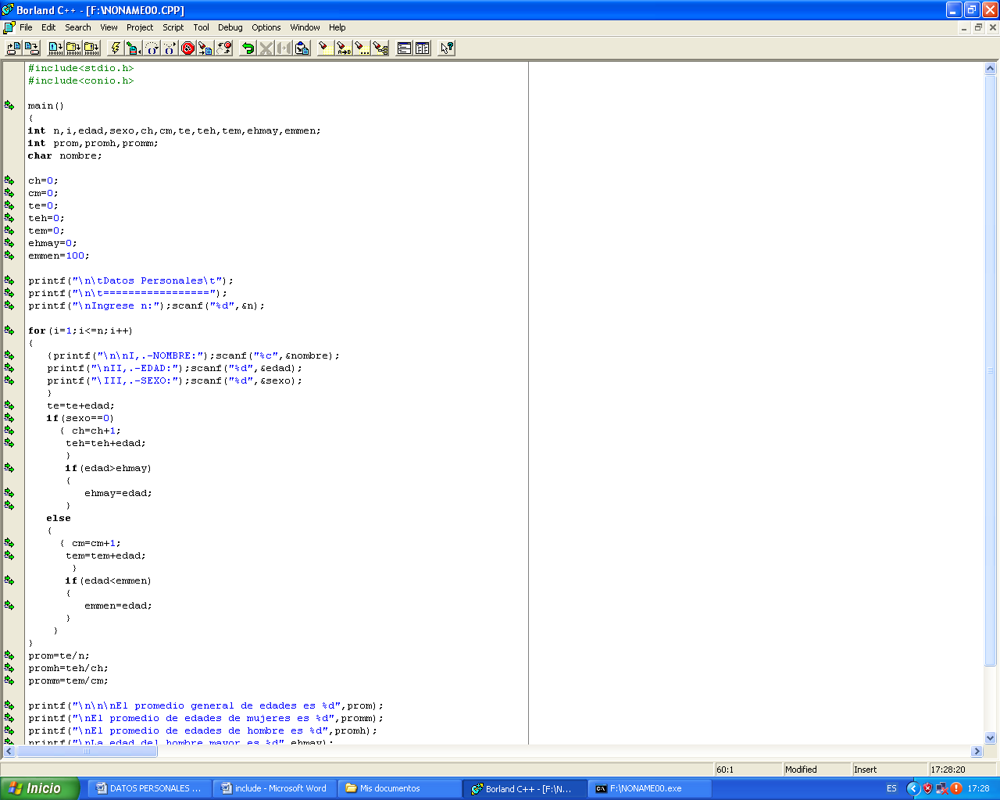 Borland C++ - [F:\NONAME00.CPP]
File Edit Search View Project Script Tool Debug Options Window Help
#include<stdio.h>
#include<conio.h>
main()
{
int n,i,edad,sexo,ch,cm,te,teh,tem,ehmay,emmen;
int prom,promh,promm;
char nombre;
ch=0;
cm=0;
te=0;
teh=0;
tem=0;
ehmay=0;
emmen=100;
printf("\n\tDatos Personales\t");
printf("\n\t=================");
printf("\nIngrese n:");scanf("%d",&n);
for(i=1;i<=n;i++)
{
{printf("\n\nI,.-NOMBRE:");scanf("%c",&nombre);
printf("\nII,.-EDAD:");scanf("%d",&edad);
printf("\III,.-SEXO:");scanf("%d",&sexo);
}
te=te+edad;
if(sexo==0)
{ ch=ch+1;
teh=teh+edad;
}
if(edad>ehmay)
{
ehmay=edad;
}
else
{
{ cm=cm+1;
tem=tem+edad;
}
if(edad<emmen)
{
emmen=edad;
}
}
}
prom=te/n;
promh=teh/ch;
promm=tem/cm;
printf("\n\n\nEl promedio general de edades es %d",prom);
printf("\nEl promedio de edades de mujeres es %d",promm);
printf("\nEl promedio de edades de hombre es %d",promh);
printf("\nLa edad del hombre mayor es %d",ehmay);
60:1 Modified Insert 17:28:20
Inicio DATOS PERSONALES ... include - Microsoft Word Mis documentos Borland C++ - [F:\N... F:\NONAME00.exe ES 17:28